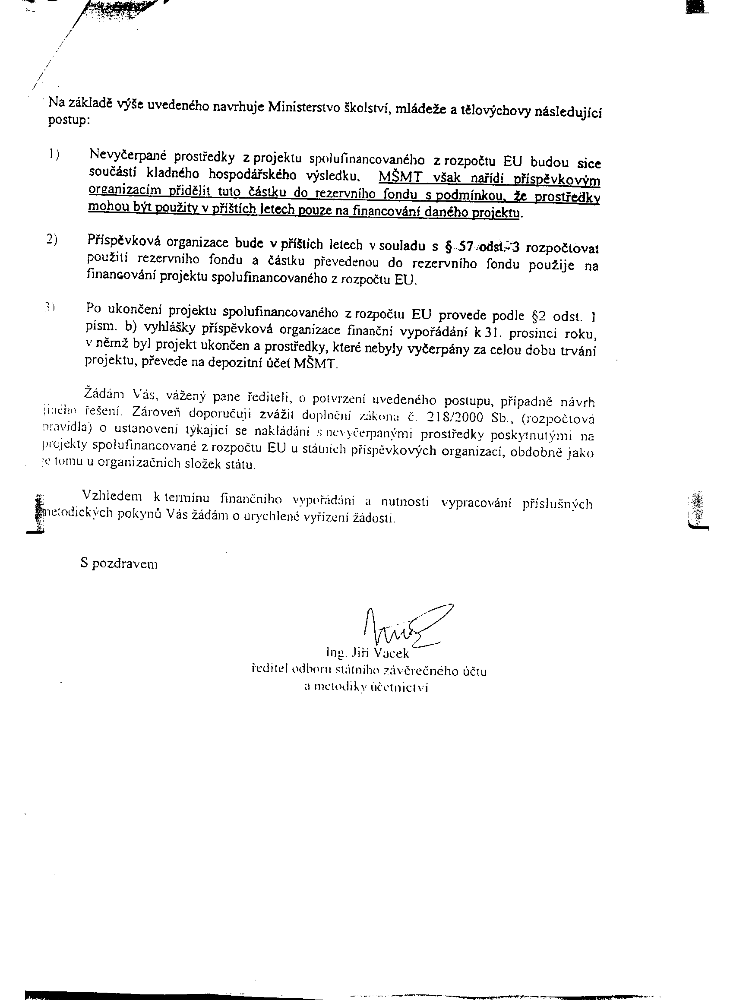 Na základě výše uvedeného navrhuje Ministerstvo školství, mládeže a tělovýchovy následující
postup:
1) Nevyčerpané prostředky z projektu spolufinancovaného z rozpočtu EU budou sice
součástí kladného hospodářského výsledku. MŠMT však nařídí příspěvkovým
organizacím přidělit tuto částku do rezervního fondu s podmínkou, že prostředky
mohou být použity v příštích letech pouze na financování daného projektu.
2) Příspěvková organizace bude v příštích letech v souladu s § 57 odst. 3 rozpočtovat
použití rezervního fondu a částku převedenou do rezervního fondu použije na
financování projektu spolufinancovaného z rozpočtu EU.
3) Po ukončení projektu spolufinancovaného z rozpočtu EU provede podle §2 odst. 1
písm. b) vyhlášky příspěvková organizace finanční vypořádání k 31. prosinci roku,
v němž byl projekt ukončen a prostředky, které nebyly vyčerpány za celou dobu trvání
projektu, převede na depozitní účet MŠMT.
Žádám Vás, vážený pane řediteli, o potvrzení uvedeného postupu, případně návrh
jiného řešení. Zároveň doporučuji zvážit doplnění zákona č. 218/2000 Sb., (rozpočtová
pravidla) o ustanovení týkající se nakládání s nevyčerpanými prostředky poskytnutými na
projekty spolufinancované z rozpočtu EU u státních příspěvkových organizací, obdobně jako
je tomu u organizačních složek státu.
Vzhledem k termínu finančního vypořádání a nutnosti vypracování příslušných
metodických pokynů Vás žádám o urychlené vyřízení žádosti.
S pozdravem
Ing. Jiří Vacek
ředitel odboru státního závěrečného účtu
a metodiky účetnictví